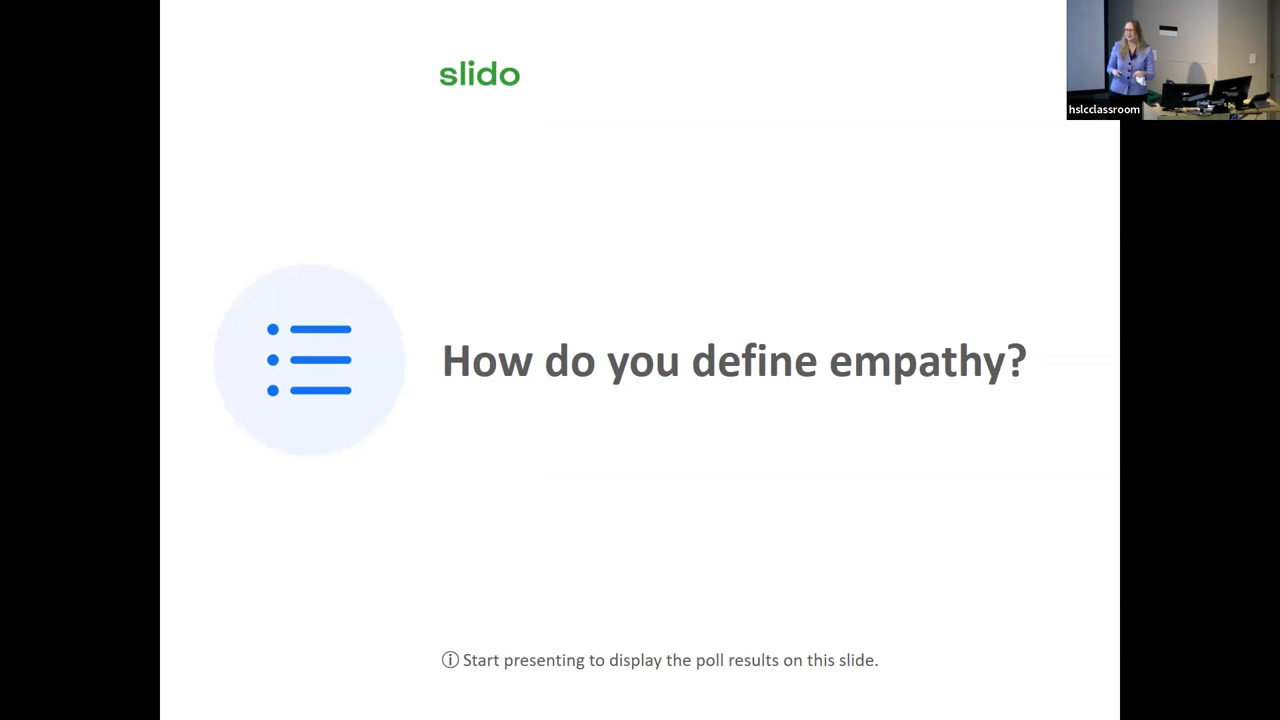 slido
hslcclassroom
How do you define empathy?
ⓘ Start presenting to display the poll results on this slide.